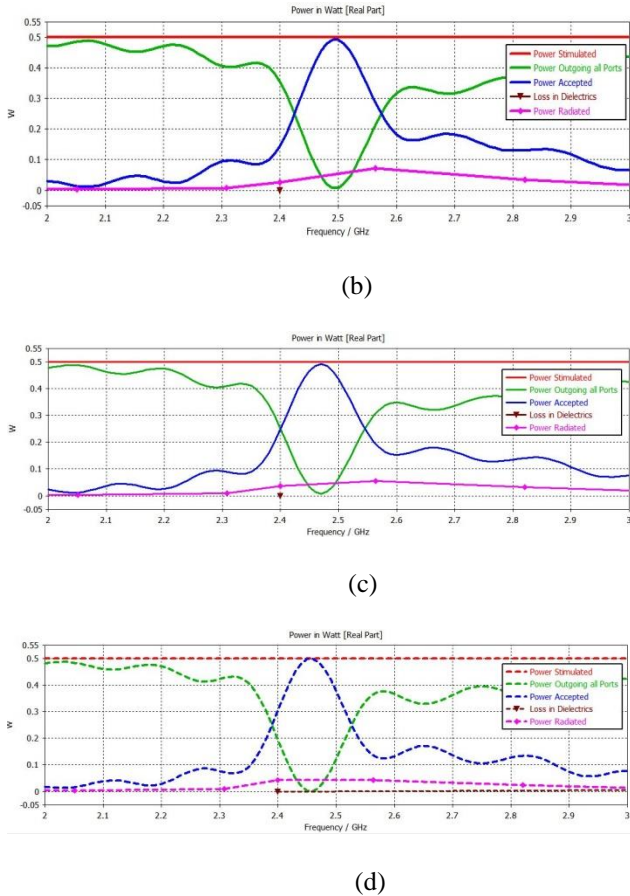 Power in Watt [Real Part]
0.55
0.5
0.4
0.3
0.2
0.1
0
-0.05
W
Power Stimulated
Power Outgoing all Ports
Power Accepted
Loss in Dielectrics
Power Radiated
2 2.1 2.2 2.3 2.4 2.5 2.6 2.7 2.8 2.9 3
Frequency / GHz
(b)
Power in Watt [Real Part]
0.55
0.5
0.4
0.3
0.2
0.1
0
-0.05
W
Power Stimulated
Power Outgoing all Ports
Power Accepted
Loss in Dielectrics
Power Radiated
2 2.1 2.2 2.3 2.4 2.5 2.6 2.7 2.8 2.9 3
Frequency / GHz
(c)
Power in Watt [Real Part]
0.55
0.5
0.4
0.3
0.2
0.1
0
-0.05
W
Power Stimulated
Power Outgoing all Ports
Power Accepted
Loss in Dielectrics
Power Radiated
2 2.1 2.2 2.3 2.4 2.5 2.6 2.7 2.8 2.9 3
Frequency / GHz
(d)